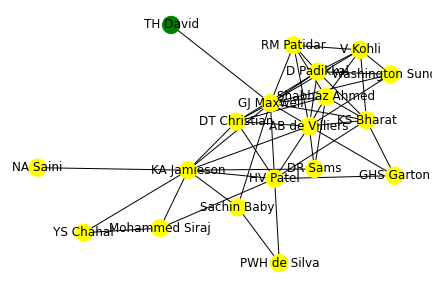 TH David
RM Patidar
V Kohli
D Padikkal
Washington Sund
Shahbaz Ahmed
GJ Maxwell
DT Christian
KS Bharat
AB de Villiers
NA Saini
KA Jamieson
DR Sams
HV Patel
GHS Garton
Sachin Baby
YS Chahal
Mohammed Siraj
PWH de Silva